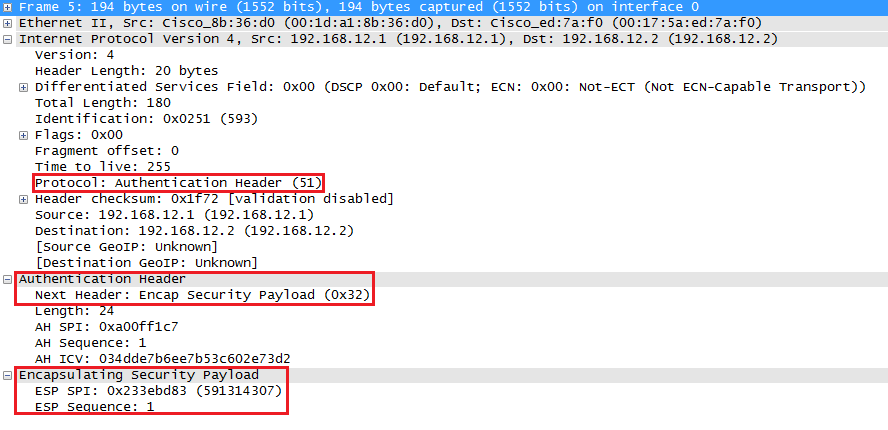 Frame 5: 194 bytes on wire (1552 bits), 194 bytes captured (1552 bits) on interface 0
Ethernet II, Src: Cisco_8b:36:d0 (00:1d:a1:8b:36:d0), Dst: Cisco_ed:7a:f0 (00:17:5a:ed:7a:f0)
Internet Protocol Version 4, Src: 192.168.12.1 (192.168.12.1), Dst: 192.168.12.2 (192.168.12.2)
Version: 4
Header Length: 20 bytes
Differentiated Services Field: 0x00 (DSCP 0x00: Default; ECN: 0x00: Not-ECT (Not ECN-Capable Transport))
Total Length: 180
Identification: 0x0251 (593)
Flags: 0x00
Fragment offset: 0
Time to live: 255
Protocol: Authentication Header (51)
Header checksum: 0x1f72 [validation disabled]
Source: 192.168.12.1 (192.168.12.1)
Destination: 192.168.12.2 (192.168.12.2)
[Source GeoIP: Unknown]
[Destination GeoIP: Unknown]
Authentication Header
Next Header: Encap Security Payload (0x32)
Length: 24
AH SPI: 0xa00ff1c7
AH Sequence: 1
AH ICV: 034dde7b6ee7b53c602e73d2
Encapsulating Security Payload
ESP SPI: 0x233ebd83 (591314307)
ESP Sequence: 1